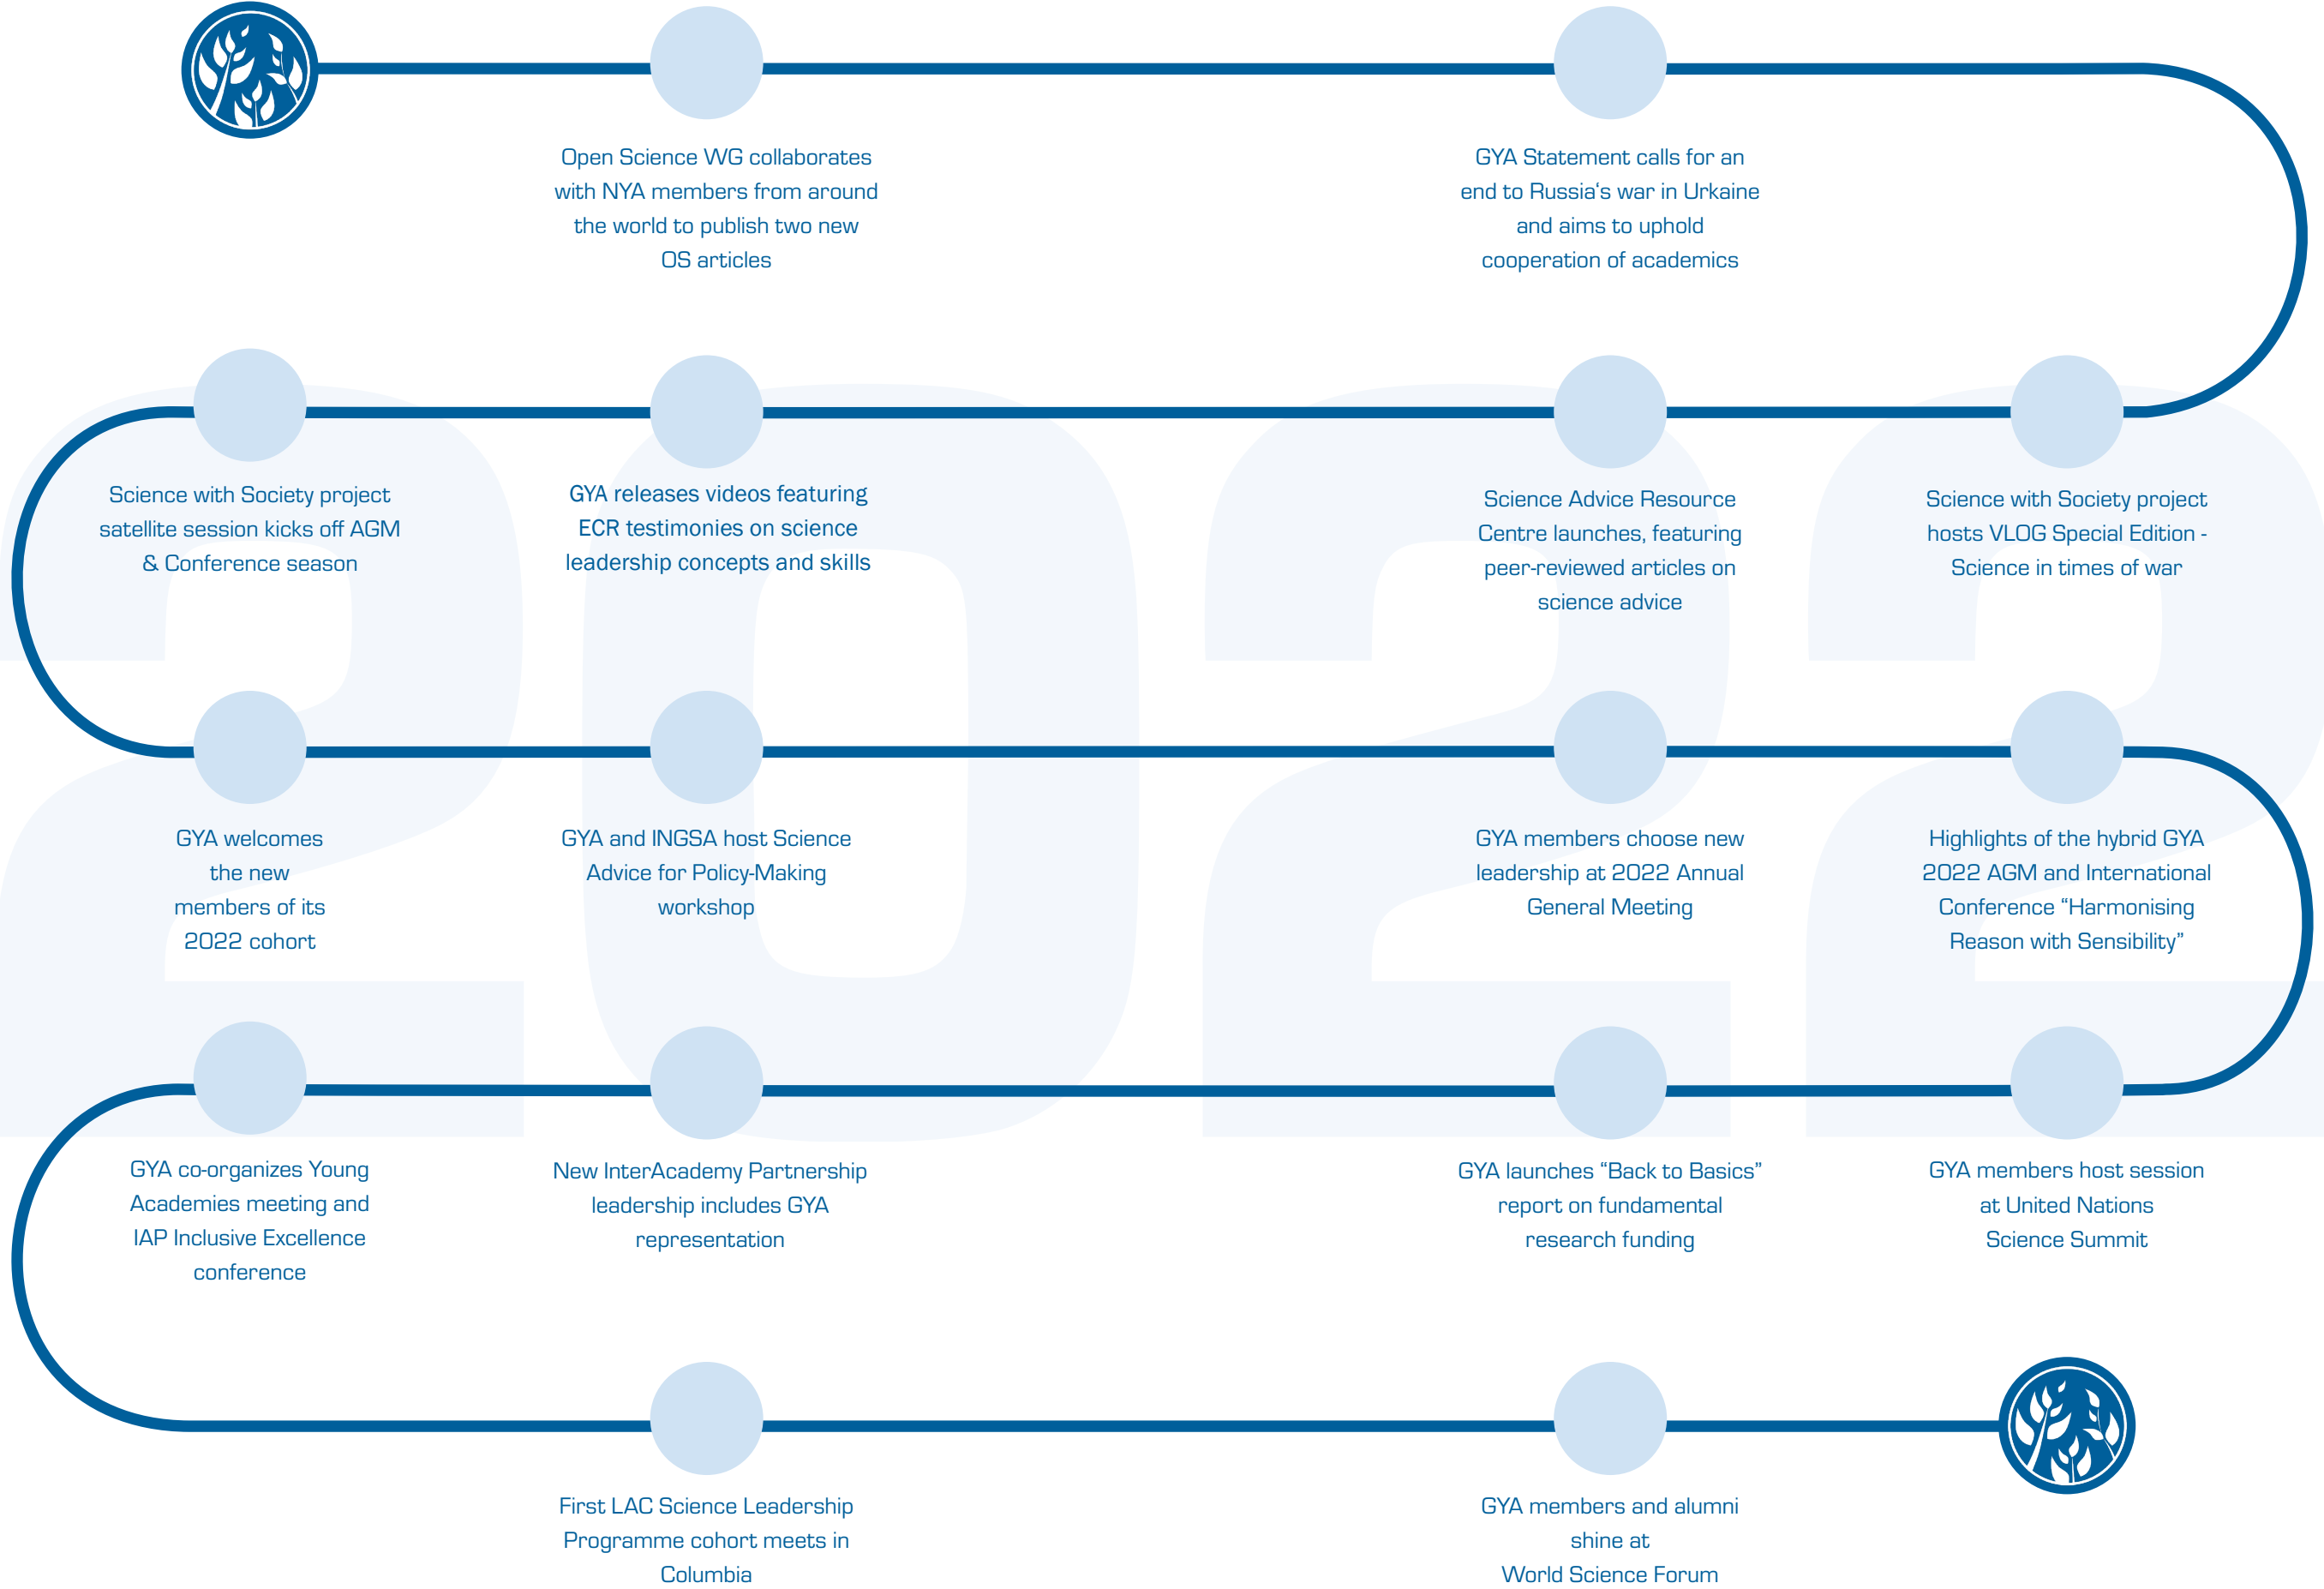 Open Science WG collaborates
with NYA members from around
the world to publish two new
OS articles
GYA Statement calls for an
end to Russia‘s war in Urkaine
and aims to uphold
cooperation of academics
Science with Society project
satellite session kicks off AGM
& Conference season
GYA releases videos featuring
ECR testimonies on science
leadership concepts and skills
Science Advice Resource
Centre launches, featuring
peer-reviewed articles on
science advice
Science with Society project
hosts VLOG Special Edition -
Science in times of war
2022
GYA welcomes
the new
members of its
2022 cohort
GYA and INGSA host Science
Advice for Policy-Making
workshop
GYA members choose new
leadership at 2022 Annual
General Meeting
Highlights of the hybrid GYA
2022 AGM and International
Conference “Harmonising
Reason with Sensibility”
GYA co-organizes Young
Academies meeting and
IAP Inclusive Excellence
conference
New InterAcademy Partnership
leadership includes GYA
representation
GYA launches “Back to Basics”
report on fundamental
research funding
GYA members host session
at United Nations
Science Summit
First LAC Science Leadership
Programme cohort meets in
Columbia
GYA members and alumni
shine at
World Science Forum